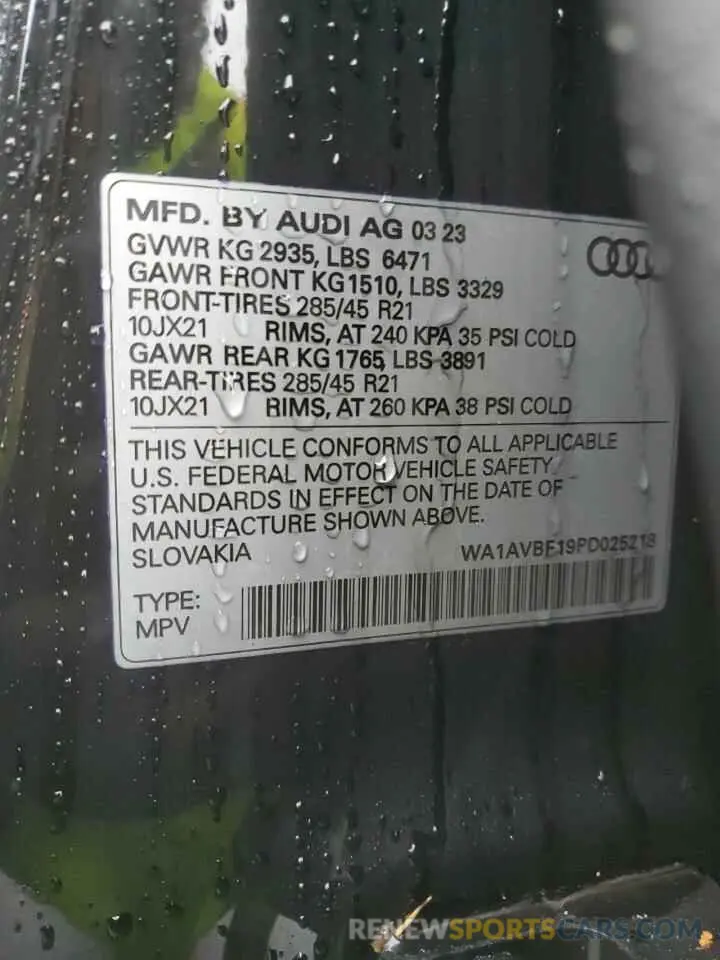 MFD. BY AUDI AG 03 23
GVWR KG 2935, LBS 6471
GAWR FRONT KG1510, LBS 3329
FRONT-TIRES 285/45 R21
10JX21 RIMS, AT 240 KPA 35 PSI COLD
GAWR REAR KG1765, LBS 3891
REAR-TIRES 285/45 R21
10JX21 RIMS, AT 260 KPA 38 PSI COLD
THIS VEHICLE CONFORMS TO ALL APPLICABLE
U.S. FEDERAL MOTOR VEHICLE SAFETY
STANDARDS IN EFFECT ON THE DATE OF
MANUFACTURE SHOWN ABOVE.
SLOVAKIA WA1AVBF19PD025218
TYPE:
MPV
RENEWSPORTSCARS.COM